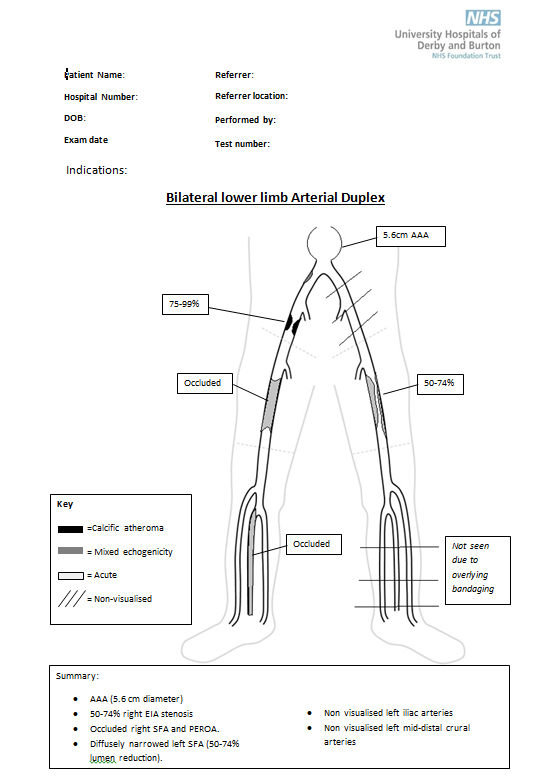 NHS
University Hospitals of
Derby and Burton
NHS Foundation Trust
Patient Name:
Referrer:
Hospital Number:
Referrer location:
DOB:
Performed by:
Exam date
Test number:
Indications:
Bilateral lower limb Arterial Duplex
5.6cm AAA
75-99%
Occluded
50-74%
Key
=Calcific atheroma
= Mixed echogenicity
= Acute
= Non-visualised
Occluded
Not seen
due to
overlying
bandaging
Summary:
• AAA (5.6 cm diameter)
• 50-74% right EIA stenosis
• Occluded right SFA and PEROA.
• Diffusely narrowed left SFA (50-74%
lumen reduction).
• Non visualised left iliac arteries
• Non visualised left mid-distal crural
arteries